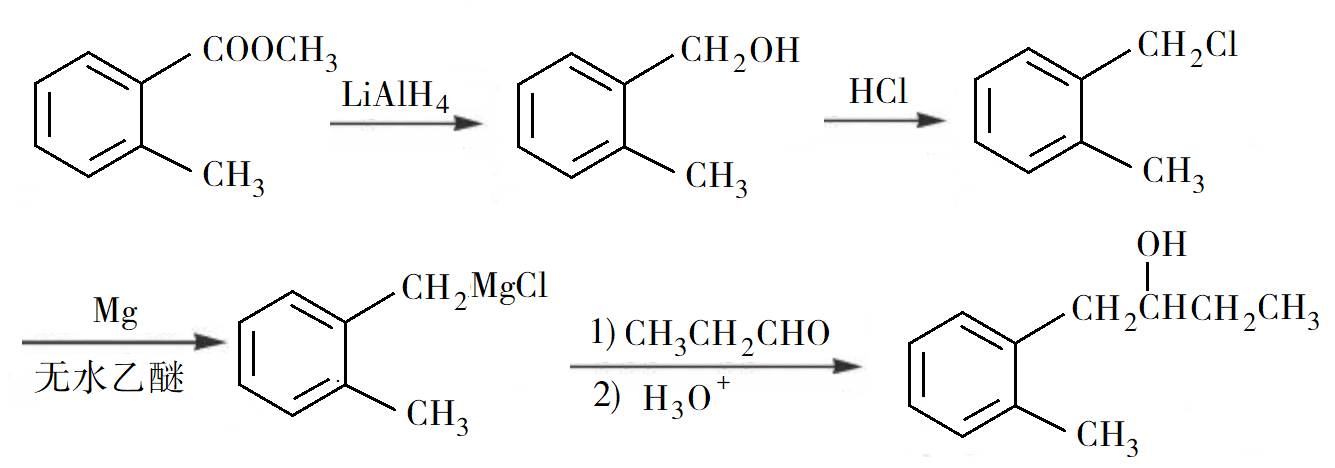 COOCH3
CH3
LiAlH4
CH2OH
CH3
HCl
CH2Cl
CH3
Mg
无水乙醚
CH2MgCl
CH3
1) CH3CH2CHO
2) H3O+
OH
CH2CHCH2CH3
CH3